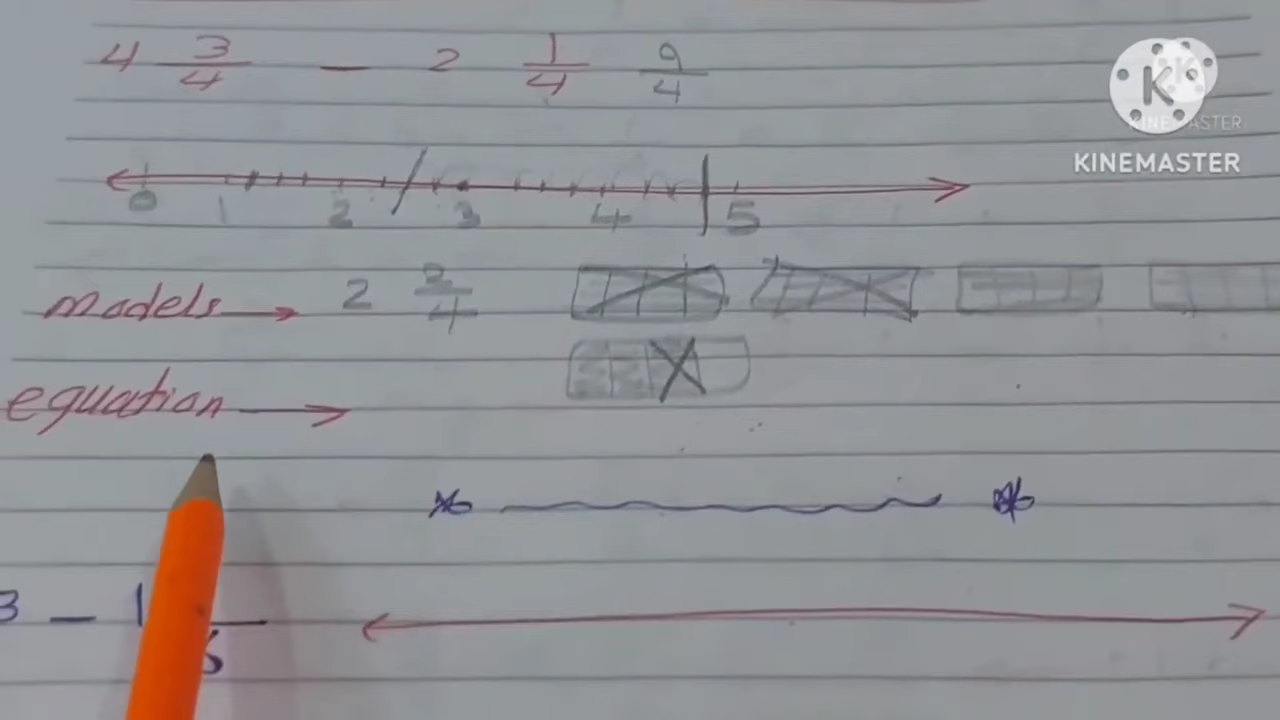 4 3/4 — 2 1/4 9/4
KINEMASTER
KINEMASTER
0 1 2 3 4 5
models → 2 2/4
equation →
3 — 1